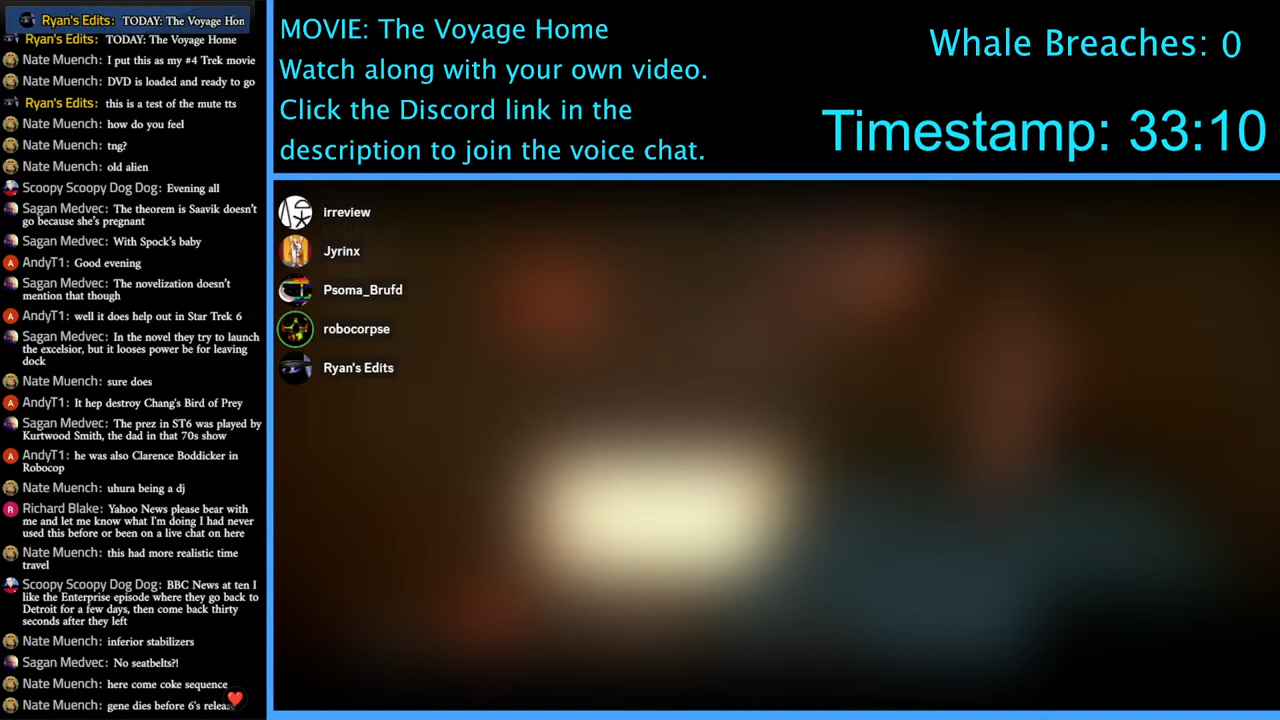 Ryan's Edits: TODAY: The Voyage Hon
Ryan's Edits: TODAY: The Voyage Home
Nate Muench: I put this as my #4 Trek movie
Nate Muench: DVD is loaded and ready to go
Ryan's Edits: this is a test of the mute tts
Nate Muench: how do you feel
Nate Muench: tng?
Nate Muench: old alien
Scoopy Scoopy Dog Dog: Evening all
Sagan Medvec: The theorem is Saavik doesn't
go because she's pregnant
Sagan Medvec: With Spock's baby
A AndyT1: Good evening
Sagan Medvec: The novelization doesn't
mention that though
A AndyT1: well it does help out in Star Trek 6
Sagan Medvec: In the novel they try to launch
the excelsior, but it looses power be for leaving
dock
Nate Muench: sure does
A AndyT1: It hep destroy Chang's Bird of Prey
Sagan Medvec: The prez in ST6 was played by
Kurtwood Smith, the dad in that 70s show
A AndyT1: he was also Clarence Boddicker in
Robocop
Nate Muench: uhura being a dj
R Richard Blake: Yahoo News please bear with
me and let me know what I'm doing I had never
used this before or been on a live chat on here
Nate Muench: this had more realistic time
travel
Scoopy Scoopy Dog Dog: BBC News at ten I
like the Enterprise episode where they go back to
Detroit for a few days, then come back thirty
seconds after they left
Nate Muench: inferior stabilizers
Sagan Medvec: No seatbelts?!
Nate Muench: here come coke sequence
Nate Muench: gene dies before 6's releas
MOVIE: The Voyage Home
Watch along with your own video.
Click the Discord link in the
description to join the voice chat.
Whale Breaches: 0
Timestamp: 33:10
irreview
Jyrinx
Psoma_Brufd
robocorpse
Ryan's Edits